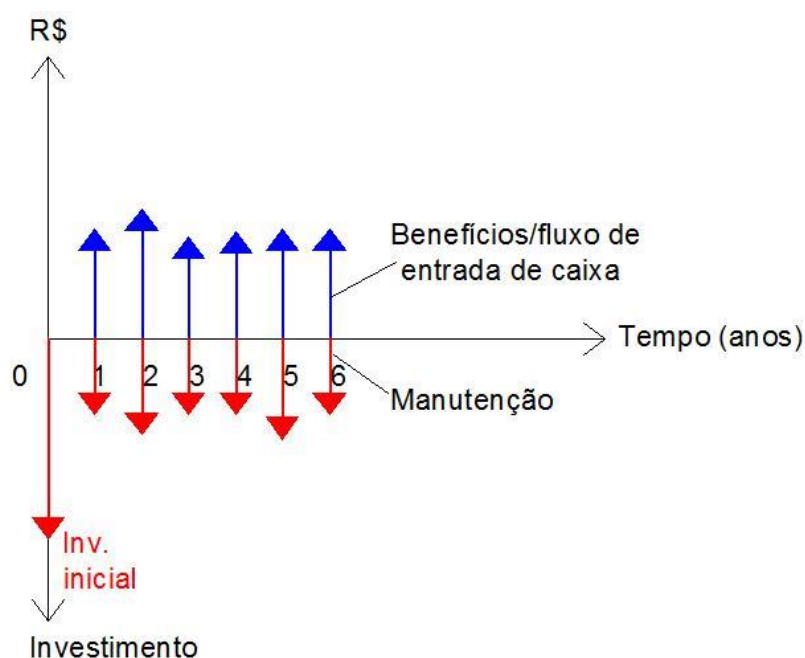 R$
Benefícios/fluxo de
entrada de caixa
Tempo (anos)
0 1 2 3 4 5 6
Manutenção
Inv.
inicial
Investimento